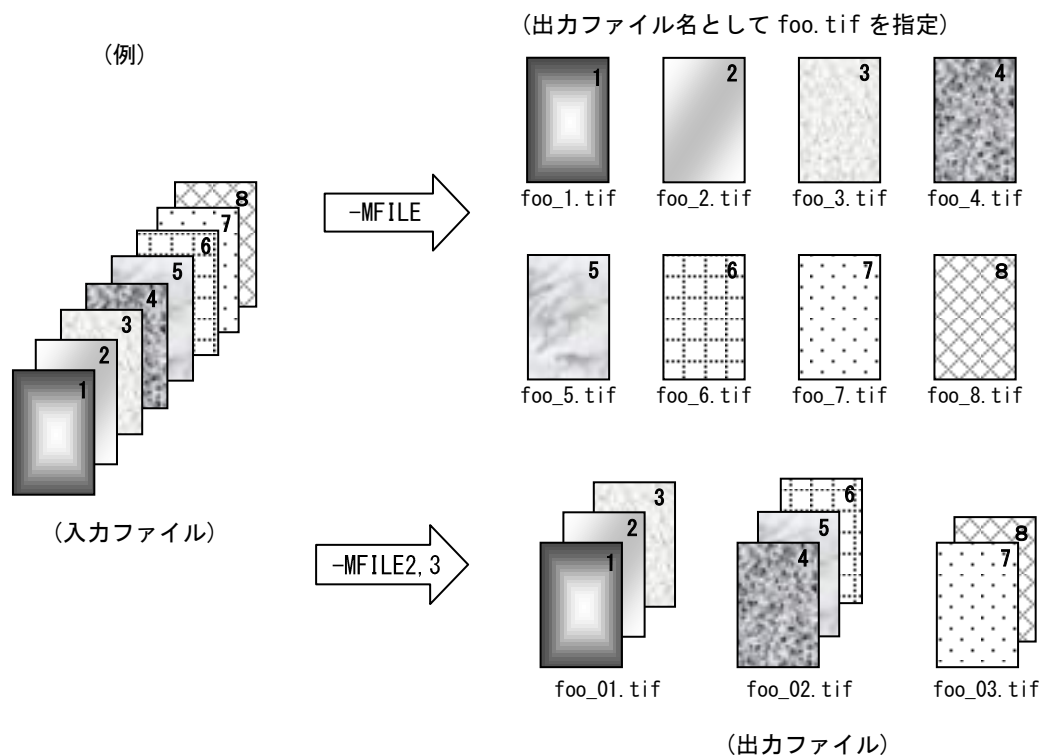 （出力ファイル名として foo.tif を指定）
（例）
1
2
3
4
foo_1.tif
foo_2.tif
foo_3.tif
foo_4.tif
8
7
6
5
4
3
2
1
-MFILE
5
6
7
8
foo_5.tif
foo_6.tif
foo_7.tif
foo_8.tif
（入力ファイル）
-MFILE2,3
3
2
1
6
5
4
8
7
foo_01.tif
foo_02.tif
foo_03.tif
（出力ファイル）